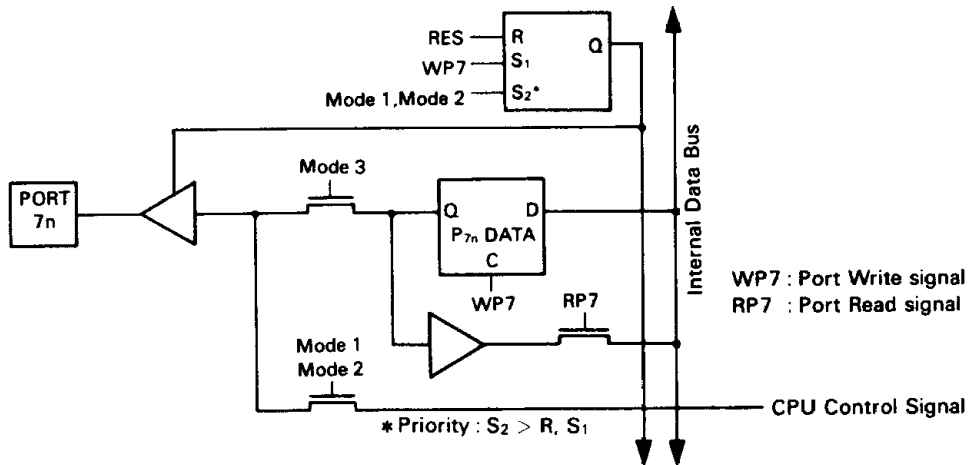 RES
R
Q
WP7
S₁
Mode 1,Mode 2
S₂*
Mode 3
PORT
7n
Q
D
P₇ₙ DATA
C
WP7
RP7
Internal Data Bus
WP7 : Port Write signal
RP7 : Port Read signal
Mode 1
Mode 2
CPU Control Signal
* Priority : S₂ > R, S₁